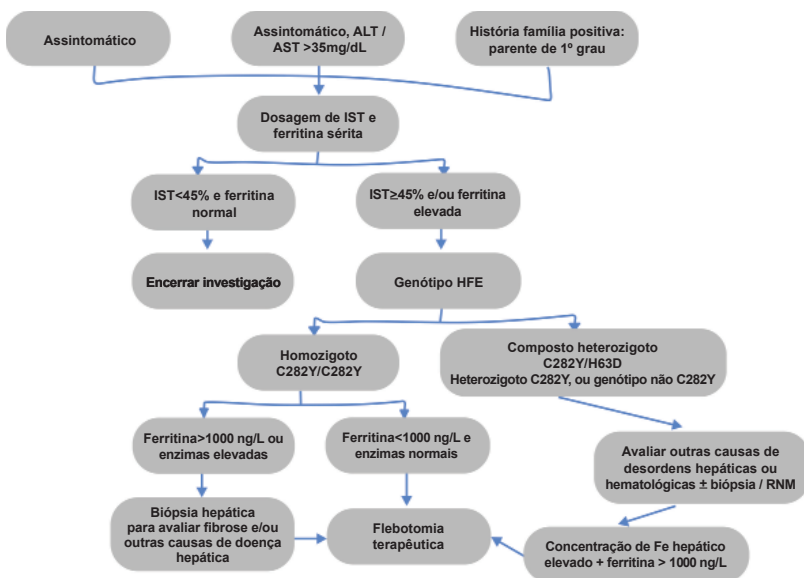 Assintomático
Assintomático, ALT /
AST >35mg/dL
História família positiva:
parente de 1º grau
Dosagem de IST e
ferritina sérita
IST<45% e ferritina
normal
IST≥45% e/ou ferritina
elevada
Encerrar investigação
Genótipo HFE
Homozigoto
C282Y/C282Y
Composto heterozigoto
C282Y/H63D
Heterozigoto C282Y, ou genótipo não C282Y
Ferritina>1000 ng/L ou
enzimas elevadas
Ferritina<1000 ng/L e
enzimas normais
Avaliar outras causas de
desordens hepáticas ou
hematológicas ± biópsia / RNM
Biópsia hepática
para avaliar fibrose e/ou
outras causas de doença
hepática
Flebotomia
terapêutica
Concentração de Fe hepático
elevado + ferritina > 1000 ng/L